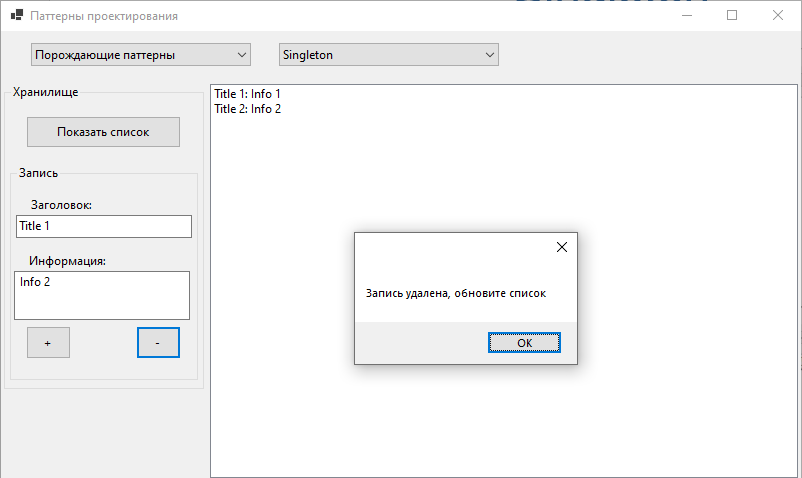 Паттерны проектирования
Порождающие паттерны
Singleton
Хранилище
Показать список
Запись
Заголовок:
Title 1
Информация:
Info 2
+
-
Title 1: Info 1
Title 2: Info 2
Запись удалена, обновите список
OK